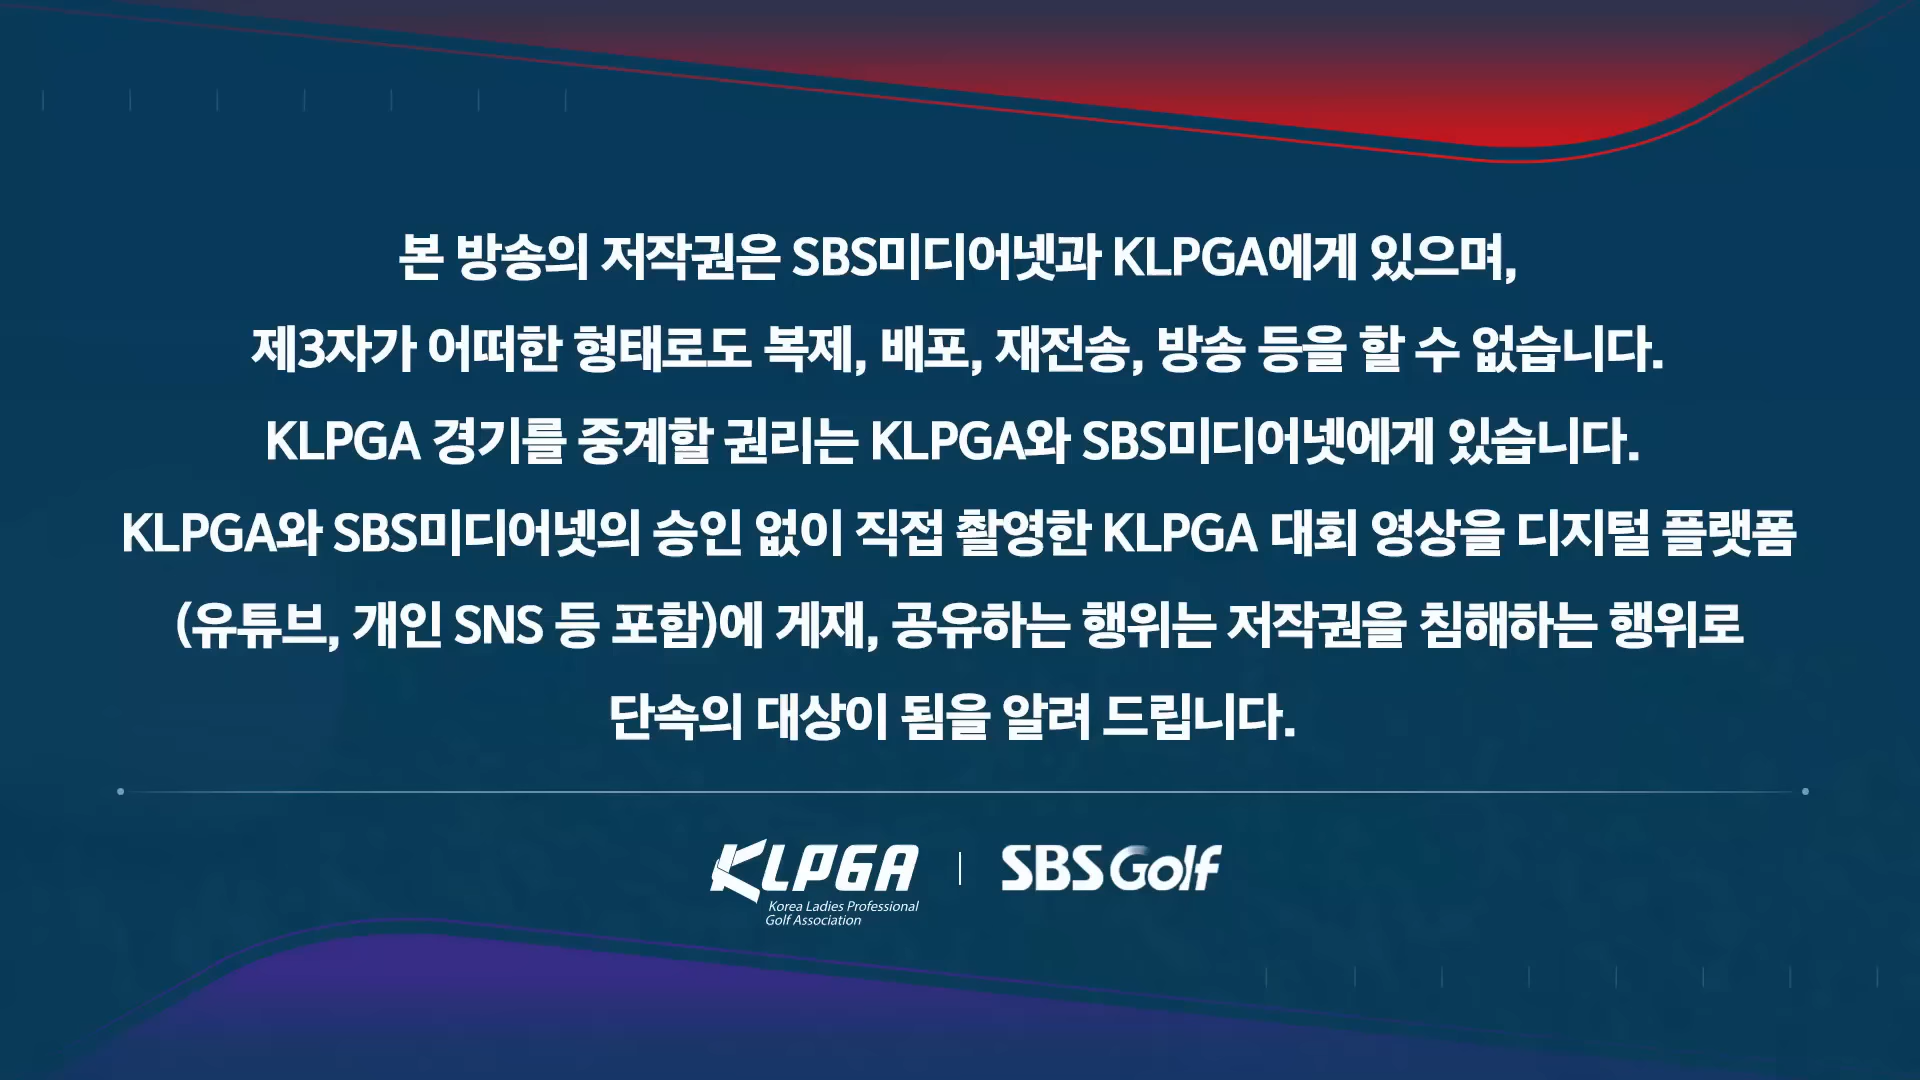 본 방송의 저작권은 SBS미디어넷과 KLPGA에게 있으며,
제3자가 어떠한 형태로도 복제, 배포, 재전송, 방송 등을 할 수 없습니다.
KLPGA 경기를 중계할 권리는 KLPGA와 SBS미디어넷에게 있습니다.
KLPGA와 SBS미디어넷의 승인 없이 직접 촬영한 KLPGA 대회 영상을 디지털 플랫폼
(유튜브, 개인 SNS 등 포함)에 게재, 공유하는 행위는 저작권을 침해하는 행위로
단속의 대상이 됨을 알려 드립니다.
KLPGA
Korea Ladies Professional
Golf Association
SBS Golf